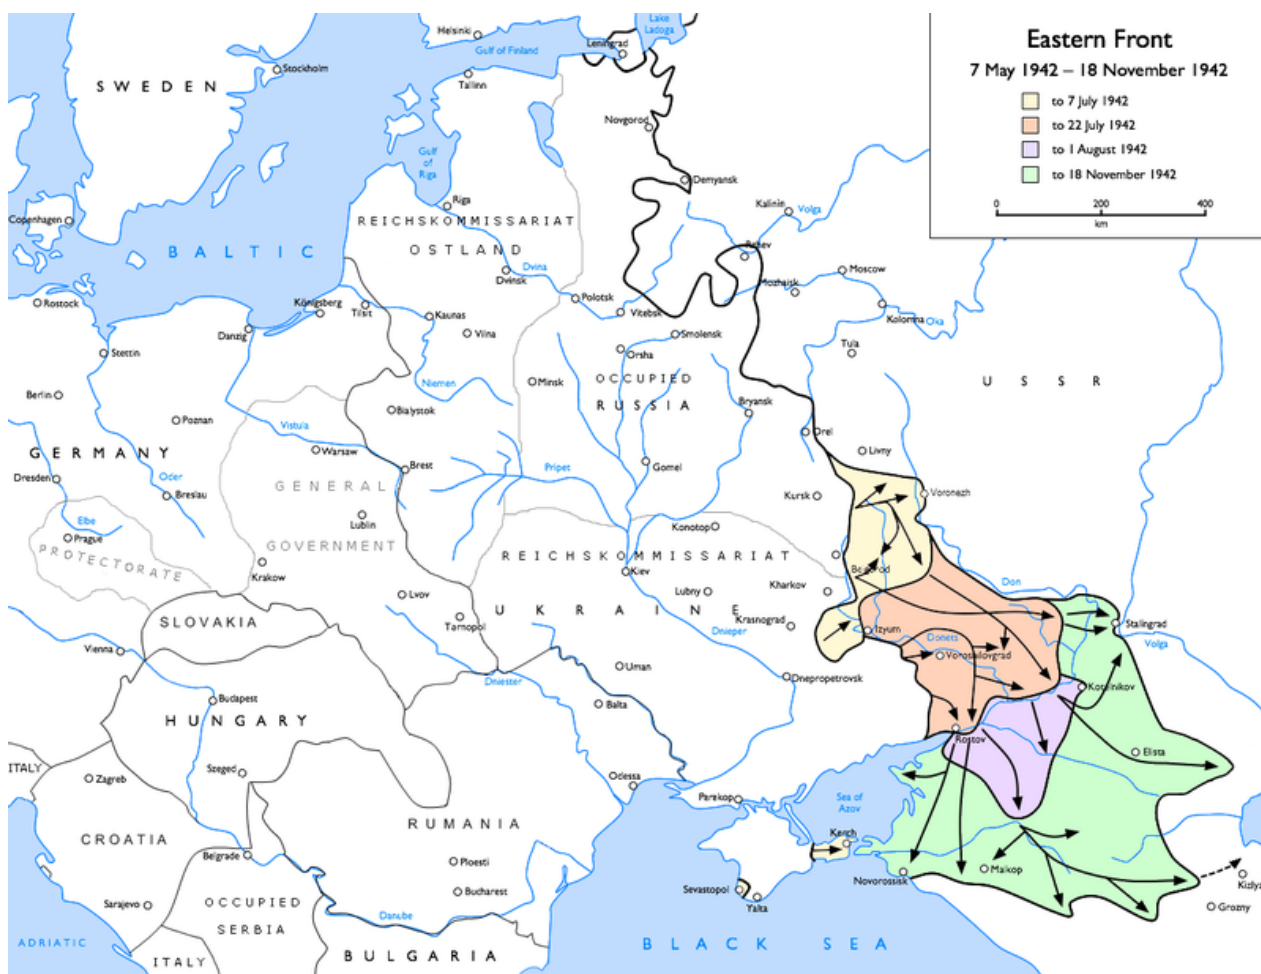 Eastern Front
7 May 1942 – 18 November 1942
to 7 July 1942
to 22 July 1942
to 1 August 1942
to 18 November 1942
0 200 400
km
Helsinki
Gulf of Finland
Leningrad
Lake
Ladoga
Stockholm
SWEDEN
Tallinn
Novgorod
Gulf
of
Riga
Demyansk
Riga
Kalinin
Volga
Copenhagen
REICHSKOMMISSARIAT
OSTLAND
BALTIC
Rzhev
Dvina
Dvinsk
Moscow
Mozhaisk
Rostock
Königsberg
Tilsit
Polotsk
Vitebsk
Kaunas
Kolomna
Oka
Danzig
Vilna
Smolensk
Stettin
Orsha
Tula
Minsk
OCCUPIED
RUSSIA
USSR
Niemen
Berlin
Bialystok
Bryansk
Poznan
Vistula
Orel
GERMANY
Warsaw
Livny
Brest
Pripet
Gomel
Dresden
Oder
GENERAL
Breslau
Kursk
Voronezh
Elbe
Lublin
Konotop
Prague
GOVERNMENT
PROTECTORATE
REICHSKOMMISSARIAT
Krakow
Kiev
Belgorod
Don
Lvov
Lubny
Kharkov
UKRAINE
SLOVAKIA
Tarnopol
Krasnograd
Dnieper
Izyum
Donets
Stalingrad
Volga
Vienna
Voroshilovgrad
Uman
Dniester
Dnepropetrovsk
Kotelnikov
Budapest
HUNGARY
Balta
Rostov
Elista
ITALY
Zagreb
Szeged
Odessa
Parakop
Sea of
Azov
RUMANIA
CROATIA
Kerch
Belgrade
Ploesti
Maikop
Novorossisk
Sevastopol
Yalta
Bucharest
Kizlya
Sarajevo
OCCUPIED
SERBIA
Danube
Grozny
ADRIATIC
ITALY
BULGARIA
BLACK SEA